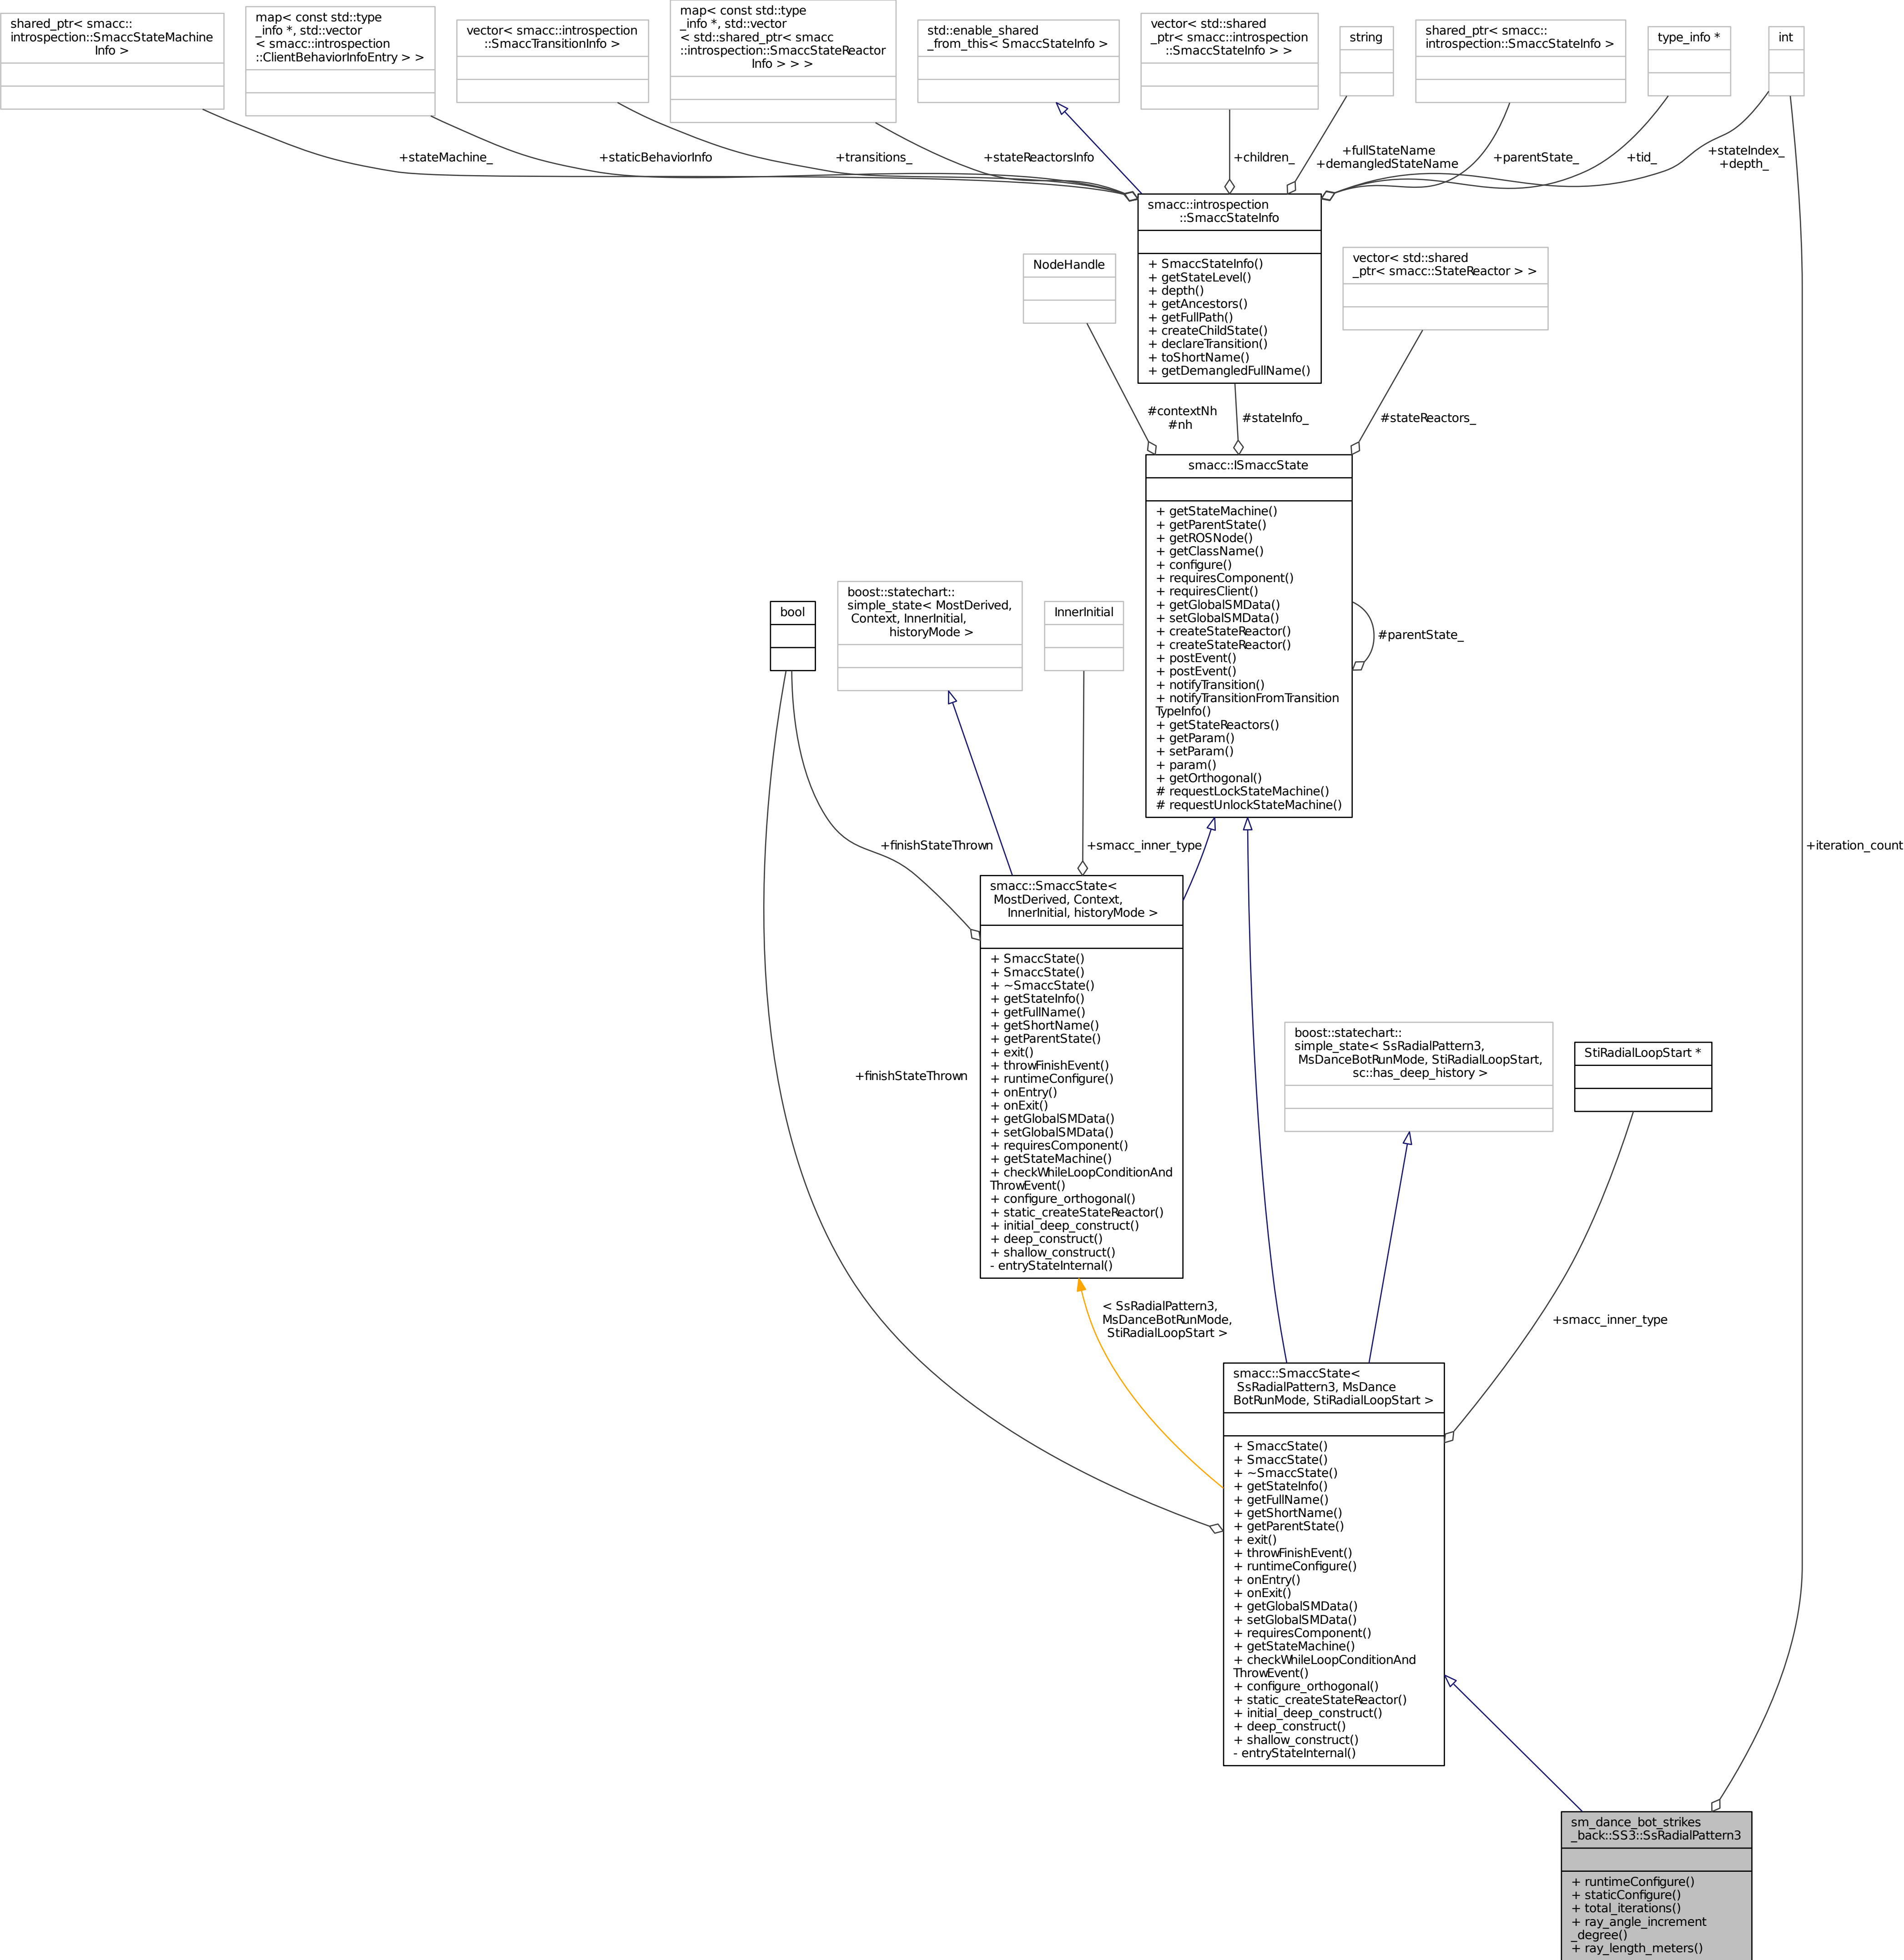 shared_ptr< smacc::
introspection::SmaccStateMachine
Info >
map< const std::type
_info *, std::vector
< smacc::introspection
::ClientBehaviorInfoEntry > >
vector< smacc::introspection
::SmaccTransitionInfo >
map< const std::type
_info *, std::vector
< std::shared_ptr< smacc
::introspection::SmaccStateReactor
Info > > >
std::enable_shared
_from_this< SmaccStateInfo >
vector< std::shared
_ptr< smacc::introspection
::SmaccStateInfo > >
string
shared_ptr< smacc::
introspection::SmaccStateInfo >
type_info *
int
+stateMachine_
+staticBehaviorInfo
+transitions_
+stateReactorsInfo
+children_
+fullStateName
+demangledStateName
+parentState_
+tid_
+stateIndex_
+depth_
smacc::introspection
::SmaccStateInfo
+ SmaccStateInfo()
+ getStateLevel()
+ depth()
+ getAncestors()
+ getFullPath()
+ createChildState()
+ declareTransition()
+ toShortName()
+ getDemangledFullName()
NodeHandle
vector< std::shared
_ptr< smacc::StateReactor > >
#contextNh
#nh
#stateInfo_
#stateReactors_
smacc::ISmaccState
+ getStateMachine()
+ getParentState()
+ getROSNode()
+ getClassName()
+ configure()
+ requiresComponent()
+ requiresClient()
+ getGlobalSMData()
+ setGlobalSMData()
+ createStateReactor()
+ createStateReactor()
+ postEvent()
+ postEvent()
+ notifyTransition()
+ notifyTransitionFromTransition
TypeInfo()
+ getStateReactors()
+ getParam()
+ setParam()
+ param()
+ getOrthogonal()
# requestLockStateMachine()
# requestUnlockStateMachine()
#parentState_
bool
boost::statechart::
simple_state< MostDerived,
Context, InnerInitial,
historyMode >
InnerInitial
+finishStateThrown
+smacc_inner_type
+iteration_count
smacc::SmaccState<
MostDerived, Context,
InnerInitial, historyMode >
+ SmaccState()
+ SmaccState()
+ ~SmaccState()
+ getStateInfo()
+ getFullName()
+ getShortName()
+ getParentState()
+ exit()
+ throwFinishEvent()
+ runtimeConfigure()
+ onEntry()
+ onExit()
+ getGlobalSMData()
+ setGlobalSMData()
+ requiresComponent()
+ getStateMachine()
+ checkWhileLoopConditionAnd
ThrowEvent()
+ configure_orthogonal()
+ static_createStateReactor()
+ initial_deep_construct()
+ deep_construct()
+ shallow_construct()
- entryStateInternal()
+finishStateThrown
boost::statechart::
simple_state< SsRadialPattern3,
MsDanceBotRunMode, StiRadialLoopStart,
sc::has_deep_history >
StiRadialLoopStart *
< SsRadialPattern3,
MsDanceBotRunMode,
StiRadialLoopStart >
+smacc_inner_type
smacc::SmaccState<
SsRadialPattern3, MsDance
BotRunMode, StiRadialLoopStart >
+ SmaccState()
+ SmaccState()
+ ~SmaccState()
+ getStateInfo()
+ getFullName()
+ getShortName()
+ getParentState()
+ exit()
+ throwFinishEvent()
+ runtimeConfigure()
+ onEntry()
+ onExit()
+ getGlobalSMData()
+ setGlobalSMData()
+ requiresComponent()
+ getStateMachine()
+ checkWhileLoopConditionAnd
ThrowEvent()
+ configure_orthogonal()
+ static_createStateReactor()
+ initial_deep_construct()
+ deep_construct()
+ shallow_construct()
- entryStateInternal()
sm_dance_bot_strikes
_back::SS3::SsRadialPattern3
+ runtimeConfigure()
+ staticConfigure()
+ total_iterations()
+ ray_angle_increment
_degree()
+ ray_length_meters()